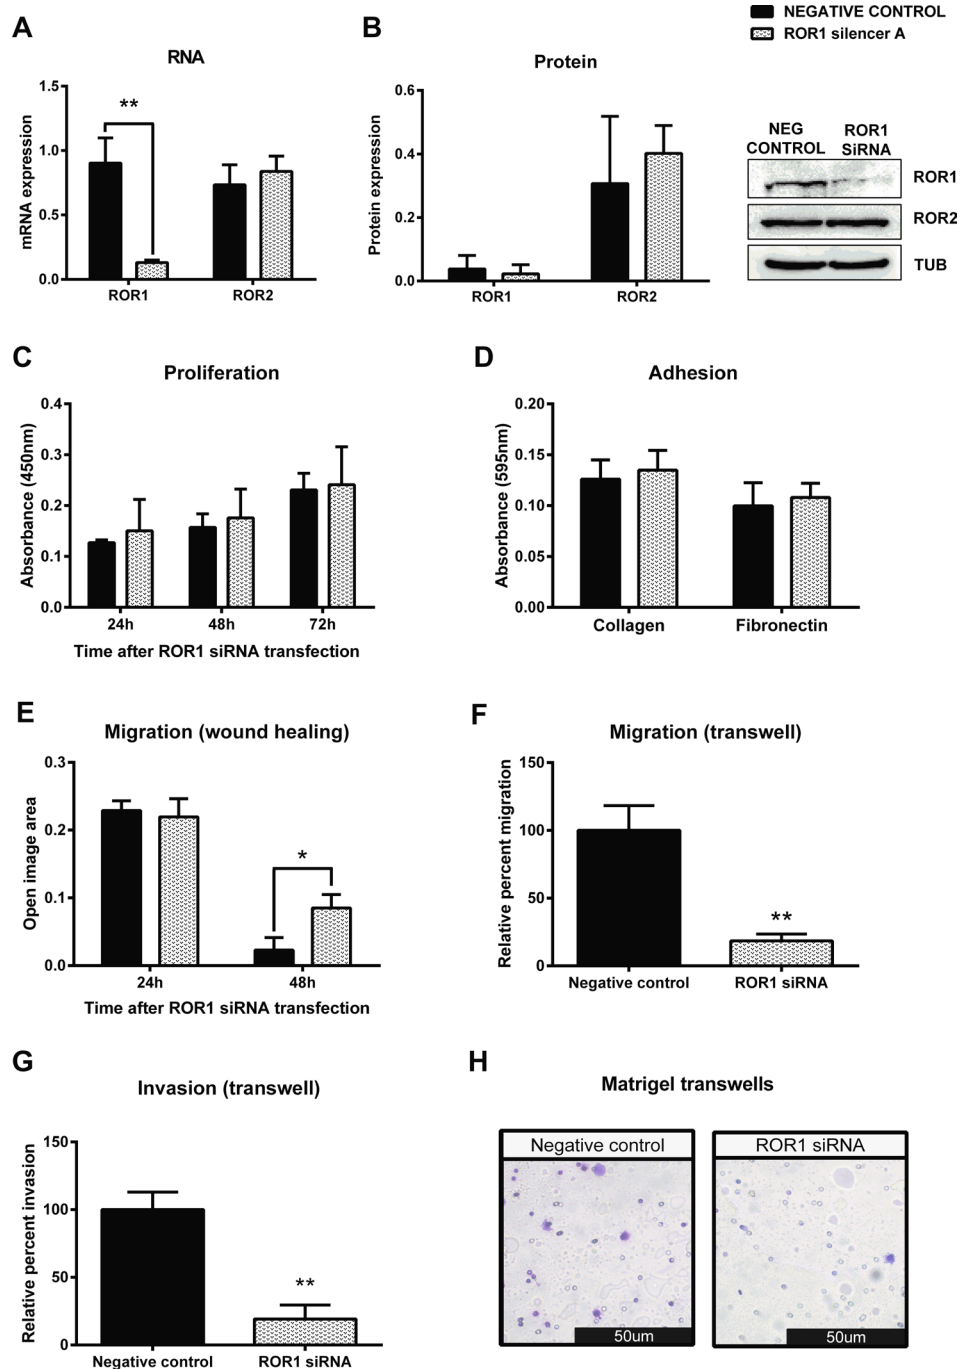 NEGATIVE CONTROL
ROR1 silencer A
A
RNA
mRNA expression
1.5
1.0
0.5
0.0
**
ROR1
ROR2
B
Protein
Protein expression
0.6
0.4
0.2
0.0
ROR1
ROR2
NEG
CONTROL
ROR1
SiRNA
ROR1
ROR2
TUB
C
Proliferation
Absorbance (450nm)
0.4
0.3
0.2
0.1
0.0
24h
48h
72h
Time after ROR1 siRNA transfection
D
Adhesion
Absorbance (595nm)
0.20
0.15
0.10
0.05
0.00
Collagen
Fibronectin
E
Migration (wound healing)
Open image area
0.3
0.2
0.1
0.0
*
24h
48h
Time after ROR1 siRNA transfection
F
Migration (transwell)
Relative percent migration
150
100
50
0
**
Negative control
ROR1 siRNA
G
Invasion (transwell)
Relative percent invasion
150
100
50
0
**
Negative control
ROR1 siRNA
H
Matrigel transwells
Negative control
ROR1 siRNA
50um
50um